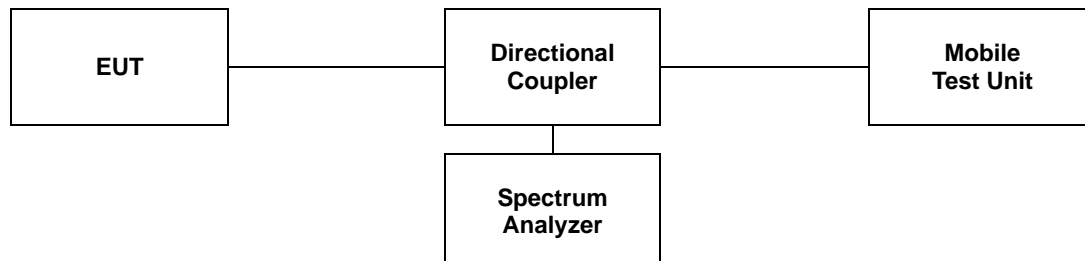 EUT
Directional
Coupler
Mobile
Test Unit
Spectrum
Analyzer